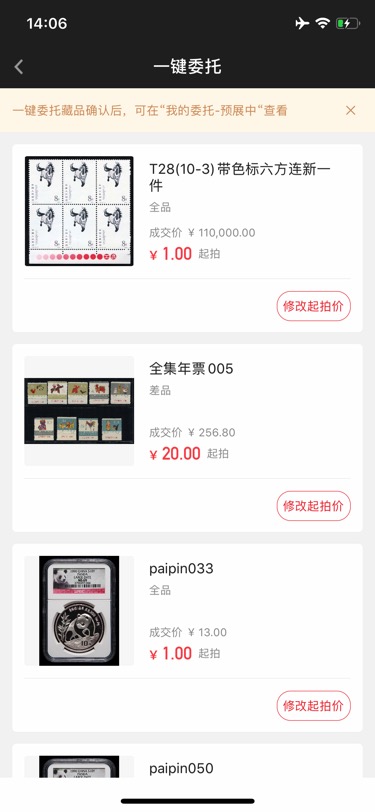 14:06
一键委托
一键委托藏品确认后，可在“我的委托-预展中“查看
T28(10-3)带色标六方连新一
件
全品
成交价 ￥110,000.00
￥1.00 起拍
修改起拍价
全集年票005
差品
成交价 ￥256.80
￥20.00 起拍
修改起拍价
paipin033
全品
成交价 ￥13.00
￥1.00 起拍
修改起拍价
paipin050